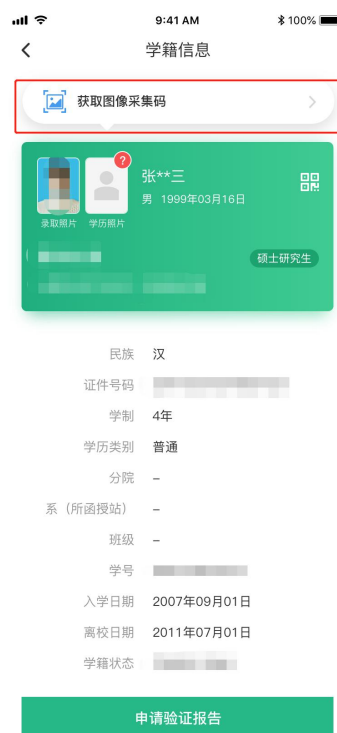 9:41 AM 100%
学籍信息
获取图像采集码
?
张**三
男 1999年03月16日
录取照片 学历照片
硕士研究生
民族 汉
证件号码
学制 4年
学历类别 普通
分院 –
系（所函授站） –
班级 –
学号
入学日期 2007年09月01日
离校日期 2011年07月01日
学籍状态
申请验证报告